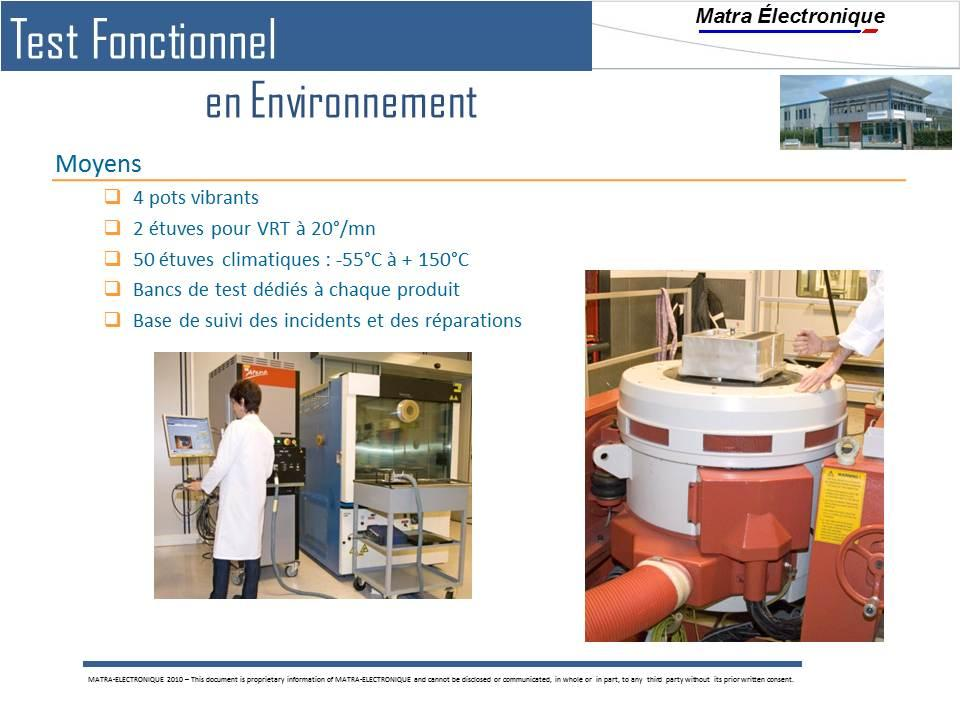 Test Fonctionnel
Matra Électronique
en Environnement
Moyens
4 pots vibrants
2 étuves pour VRT à 20°/mn
50 étuves climatiques : -55°C à + 150°C
Bancs de test dédiés à chaque produit
Base de suivi des incidents et des réparations
WARNING !
MATRA-ELECTRONIQUE 2010 – This document is proprietary information of MATRA-ELECTRONIQUE and cannot be disclosed or communicated, in whole or in part, to any third party without its prior written consent.